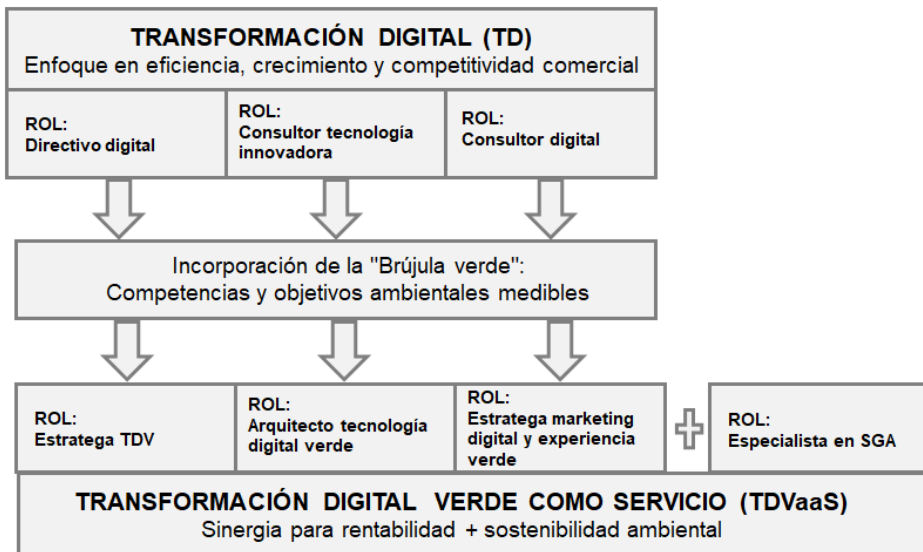 TRANSFORMACIÓN DIGITAL (TD)
Enfoque en eficiencia, crecimiento y competitividad comercial
ROL:
Directivo digital
ROL:
Consultor tecnología
innovadora
ROL:
Consultor digital
Incorporación de la "Brújula verde":
Competencias y objetivos ambientales medibles
ROL:
Estratega TDV
ROL:
Arquitecto tecnología
digital verde
ROL:
Estratega marketing
digital y experiencia
verde
ROL:
Especialista en SGA
TRANSFORMACIÓN DIGITAL VERDE COMO SERVICIO (TDVaaS)
Sinergia para rentabilidad + sostenibilidad ambiental